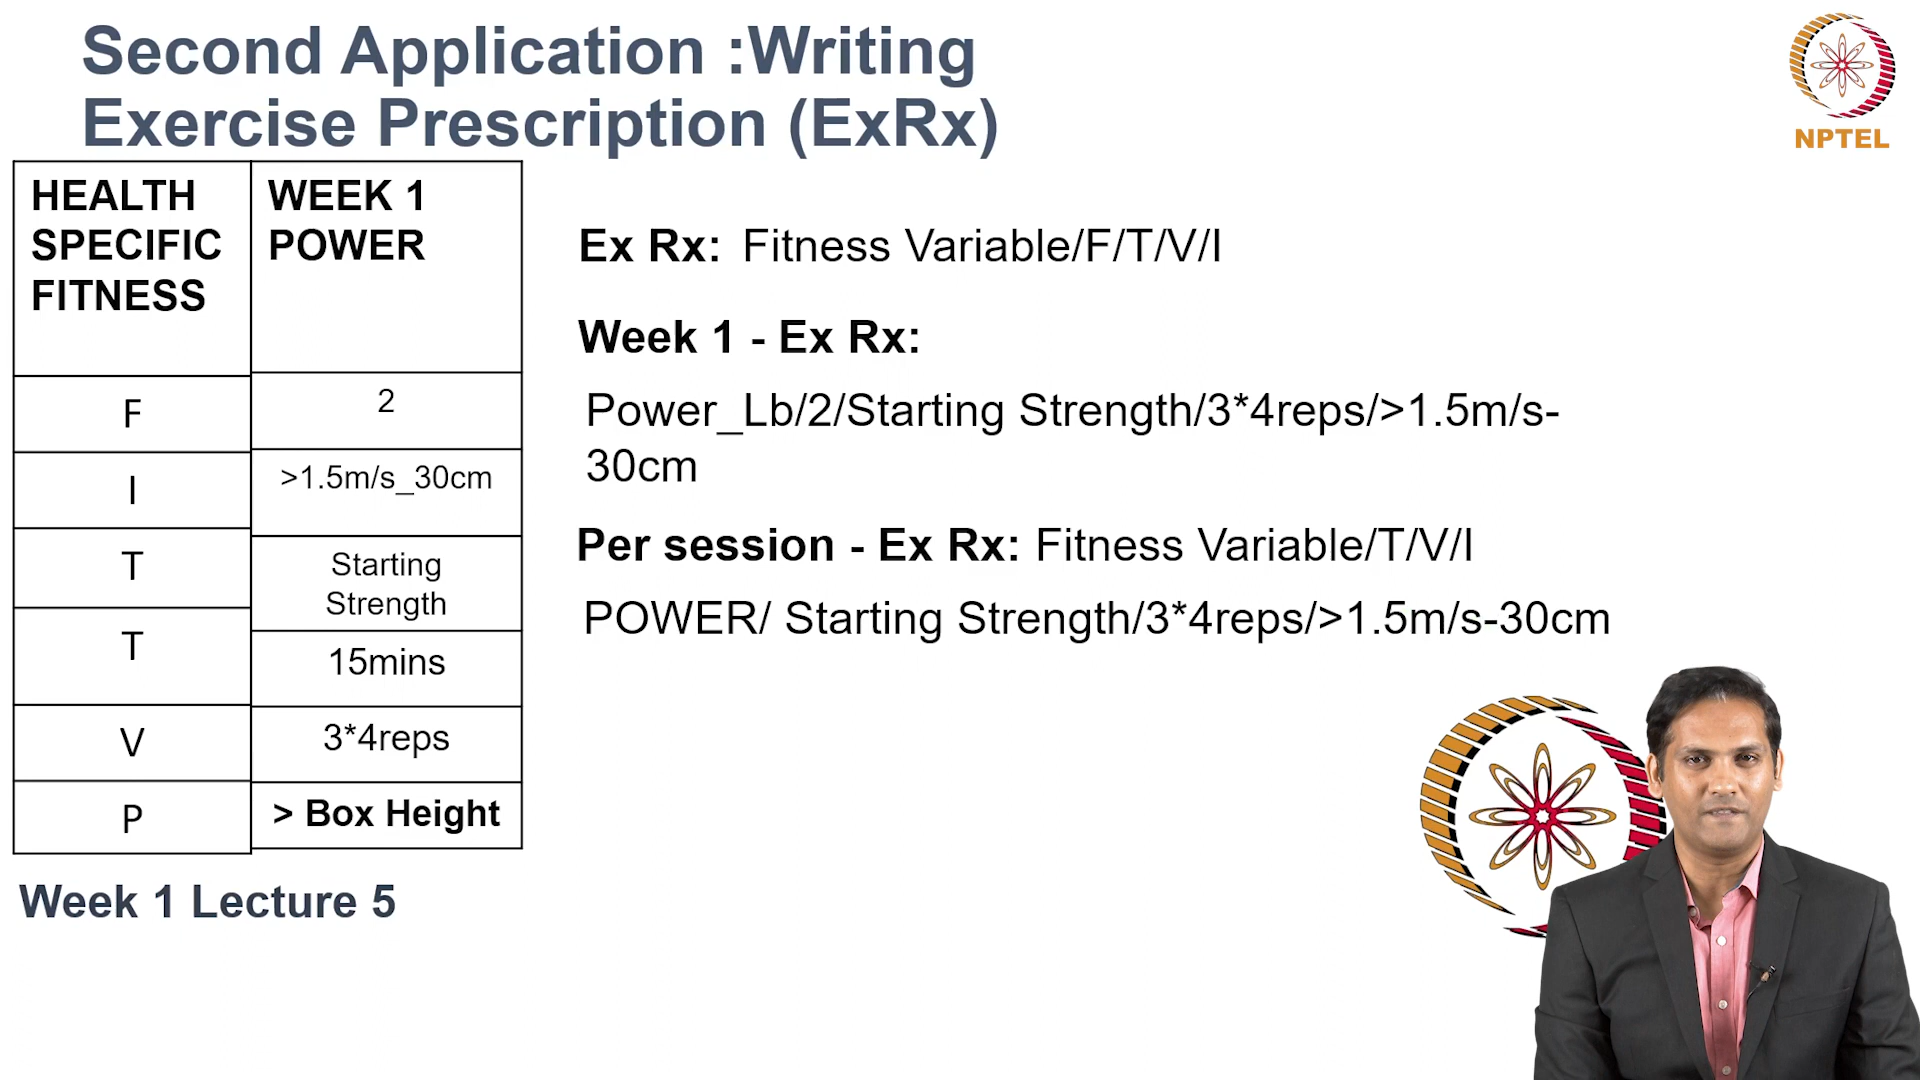 Second Application :Writing
Exercise Prescription (ExRx)
NPTEL
HEALTH
SPECIFIC
FITNESS
WEEK 1
POWER
F
2
I
>1.5m/s_30cm
T
Starting
Strength
T
15mins
V
3*4reps
P
> Box Height
Week 1 Lecture 5
Ex Rx: Fitness Variable/F/T/V/I
Week 1 - Ex Rx:
Power_Lb/2/Starting Strength/3*4reps/>1.5m/s-
30cm
Per session - Ex Rx: Fitness Variable/T/V/I
POWER/ Starting Strength/3*4reps/>1.5m/s-30cm